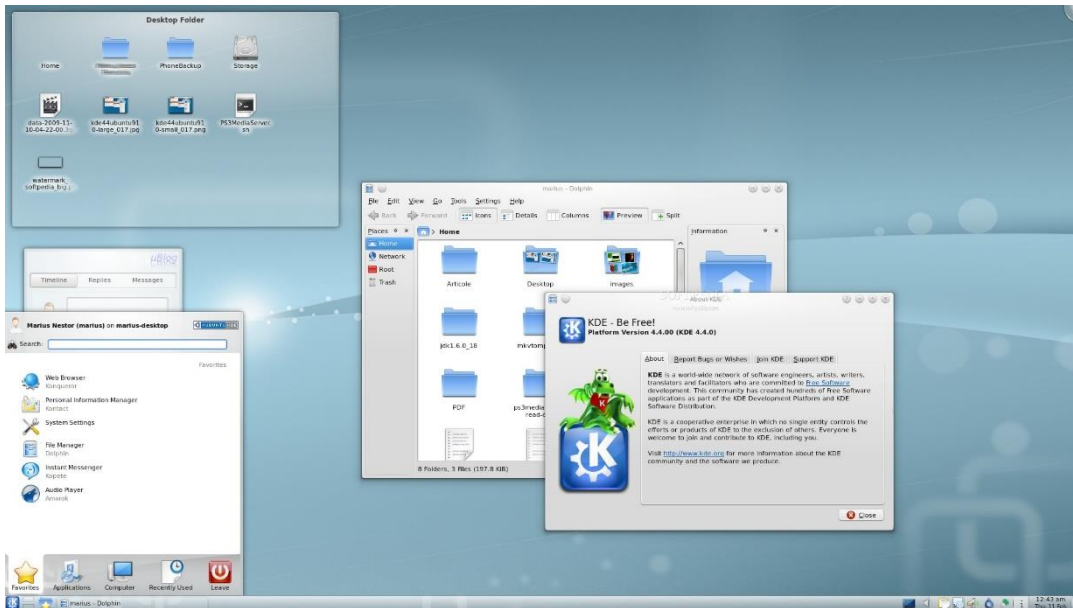 Desktop Folder
Home
PhoneBackup
Storage
data-2009-11-
10-04-22-00.
kde44ubuntu91
0-large_017.jpg
kde44ubuntu91
0-small_017.png
PS3MediaServer.
sh
watermark_
softpedia_big.
µBlog
Timeline Replies Messages
marius - Dolphin
File Edit View Go Tools Settings Help
Back Forward Icons Details Columns Preview Split
Places
Home
Information
Home
Network
Root
Trash
Articole
Desktop
images
jdk1.6.0_18
PDF
8 Folders, 3 Files (197.8 KiB)
About KDE
KDE - Be Free!
Platform Version 4.4.00 (KDE 4.4.0)
About Report Bugs or Wishes Join KDE Support KDE
KDE is a world-wide network of software engineers, artists, writers,
translators and facilitators who are committed to Free Software
development. This community has created hundreds of Free Software
applications as part of the KDE Development Platform and KDE
Software Distribution.
KDE is a cooperative enterprise in which no single entity controls the
efforts or products of KDE to the exclusion of others. Everyone is
welcome to join and contribute to KDE, including you.
Visit http://www.kde.org for more information about the KDE
community and the software we produce.
Close
Marius Nestor (marius) on marius-desktop
Search:
Favorites
Web Browser
Konqueror
Personal Information Manager
Kontact
System Settings
File Manager
Dolphin
Instant Messenger
Kopete
Audio Player
Amarok
Favorites Applications Computer Recently Used Leave
marius - Dolphin
12:43 am
Thu 11 Feb